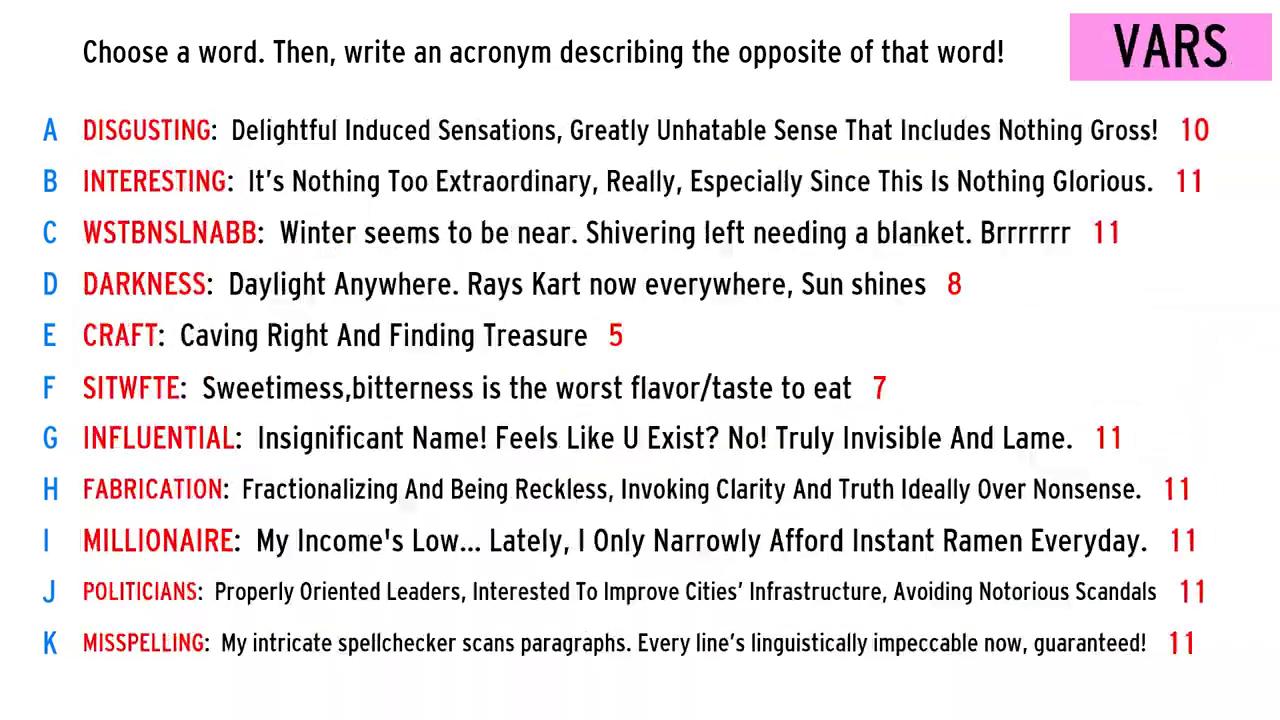 Choose a word. Then, write an acronym describing the opposite of that word!
VARS
A DISGUSTING: Delightful Induced Sensations, Greatly Unhatable Sense That Includes Nothing Gross! 10
B INTERESTING: It’s Nothing Too Extraordinary, Really, Especially Since This Is Nothing Glorious. 11
C WSTBNSLNABB: Winter seems to be near. Shivering left needing a blanket. Brrrrrrr 11
D DARKNESS: Daylight Anywhere. Rays Kart now everywhere, Sun shines 8
E CRAFT: Caving Right And Finding Treasure 5
F SITWFTE: Sweetimess,bitterness is the worst flavor/taste to eat 7
G INFLUENTIAL: Insignificant Name! Feels Like U Exist? No! Truly Invisible And Lame. 11
H FABRICATION: Fractionalizing And Being Reckless, Invoking Clarity And Truth Ideally Over Nonsense. 11
I MILLIONAIRE: My Income's Low... Lately, I Only Narrowly Afford Instant Ramen Everyday. 11
J POLITICIANS: Properly Oriented Leaders, Interested To Improve Cities’ Infrastructure, Avoiding Notorious Scandals 11
K MISSPELLING: My intricate spellchecker scans paragraphs. Every line’s linguistically impeccable now, guaranteed! 11